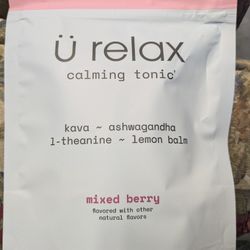 Ü relax
calming tonic'
kava ~ ashwagandha
l-theanine ~ lemon balm
mixed berry
flavored with other
natural flavors